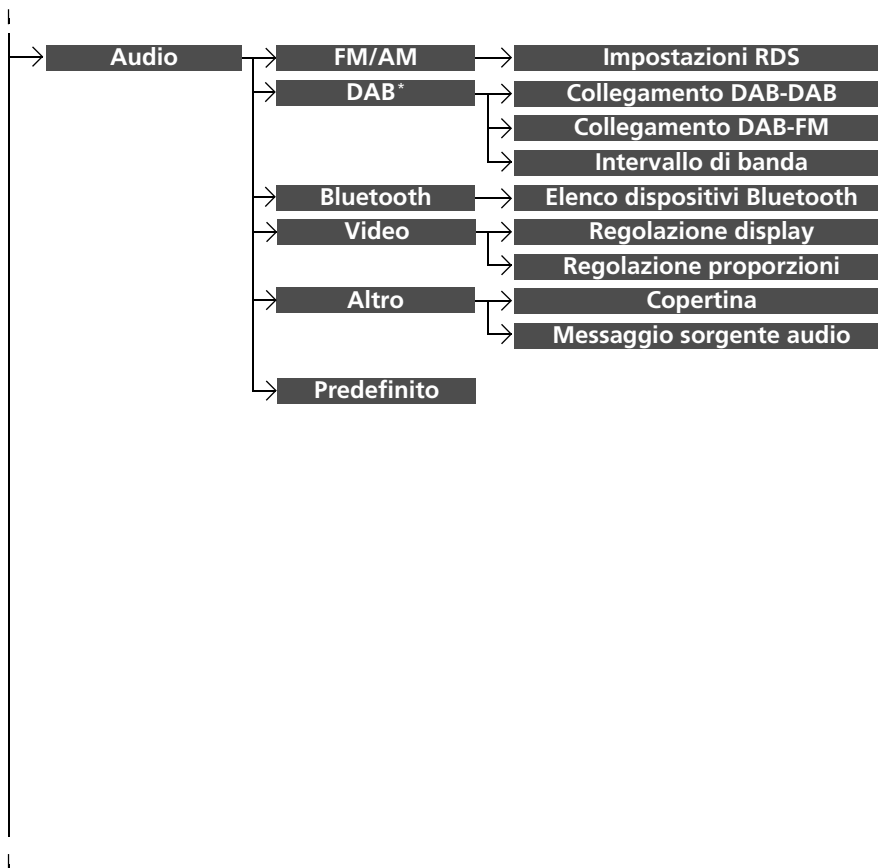 Audio FM/AM Impostazioni RDS
DAB* Collegamento DAB-DAB
Collegamento DAB-FM
Intervallo di banda
Bluetooth Elenco dispositivi Bluetooth
Video Regolazione display
Regolazione proporzioni
Altro Copertina
Messaggio sorgente audio
Predefinito